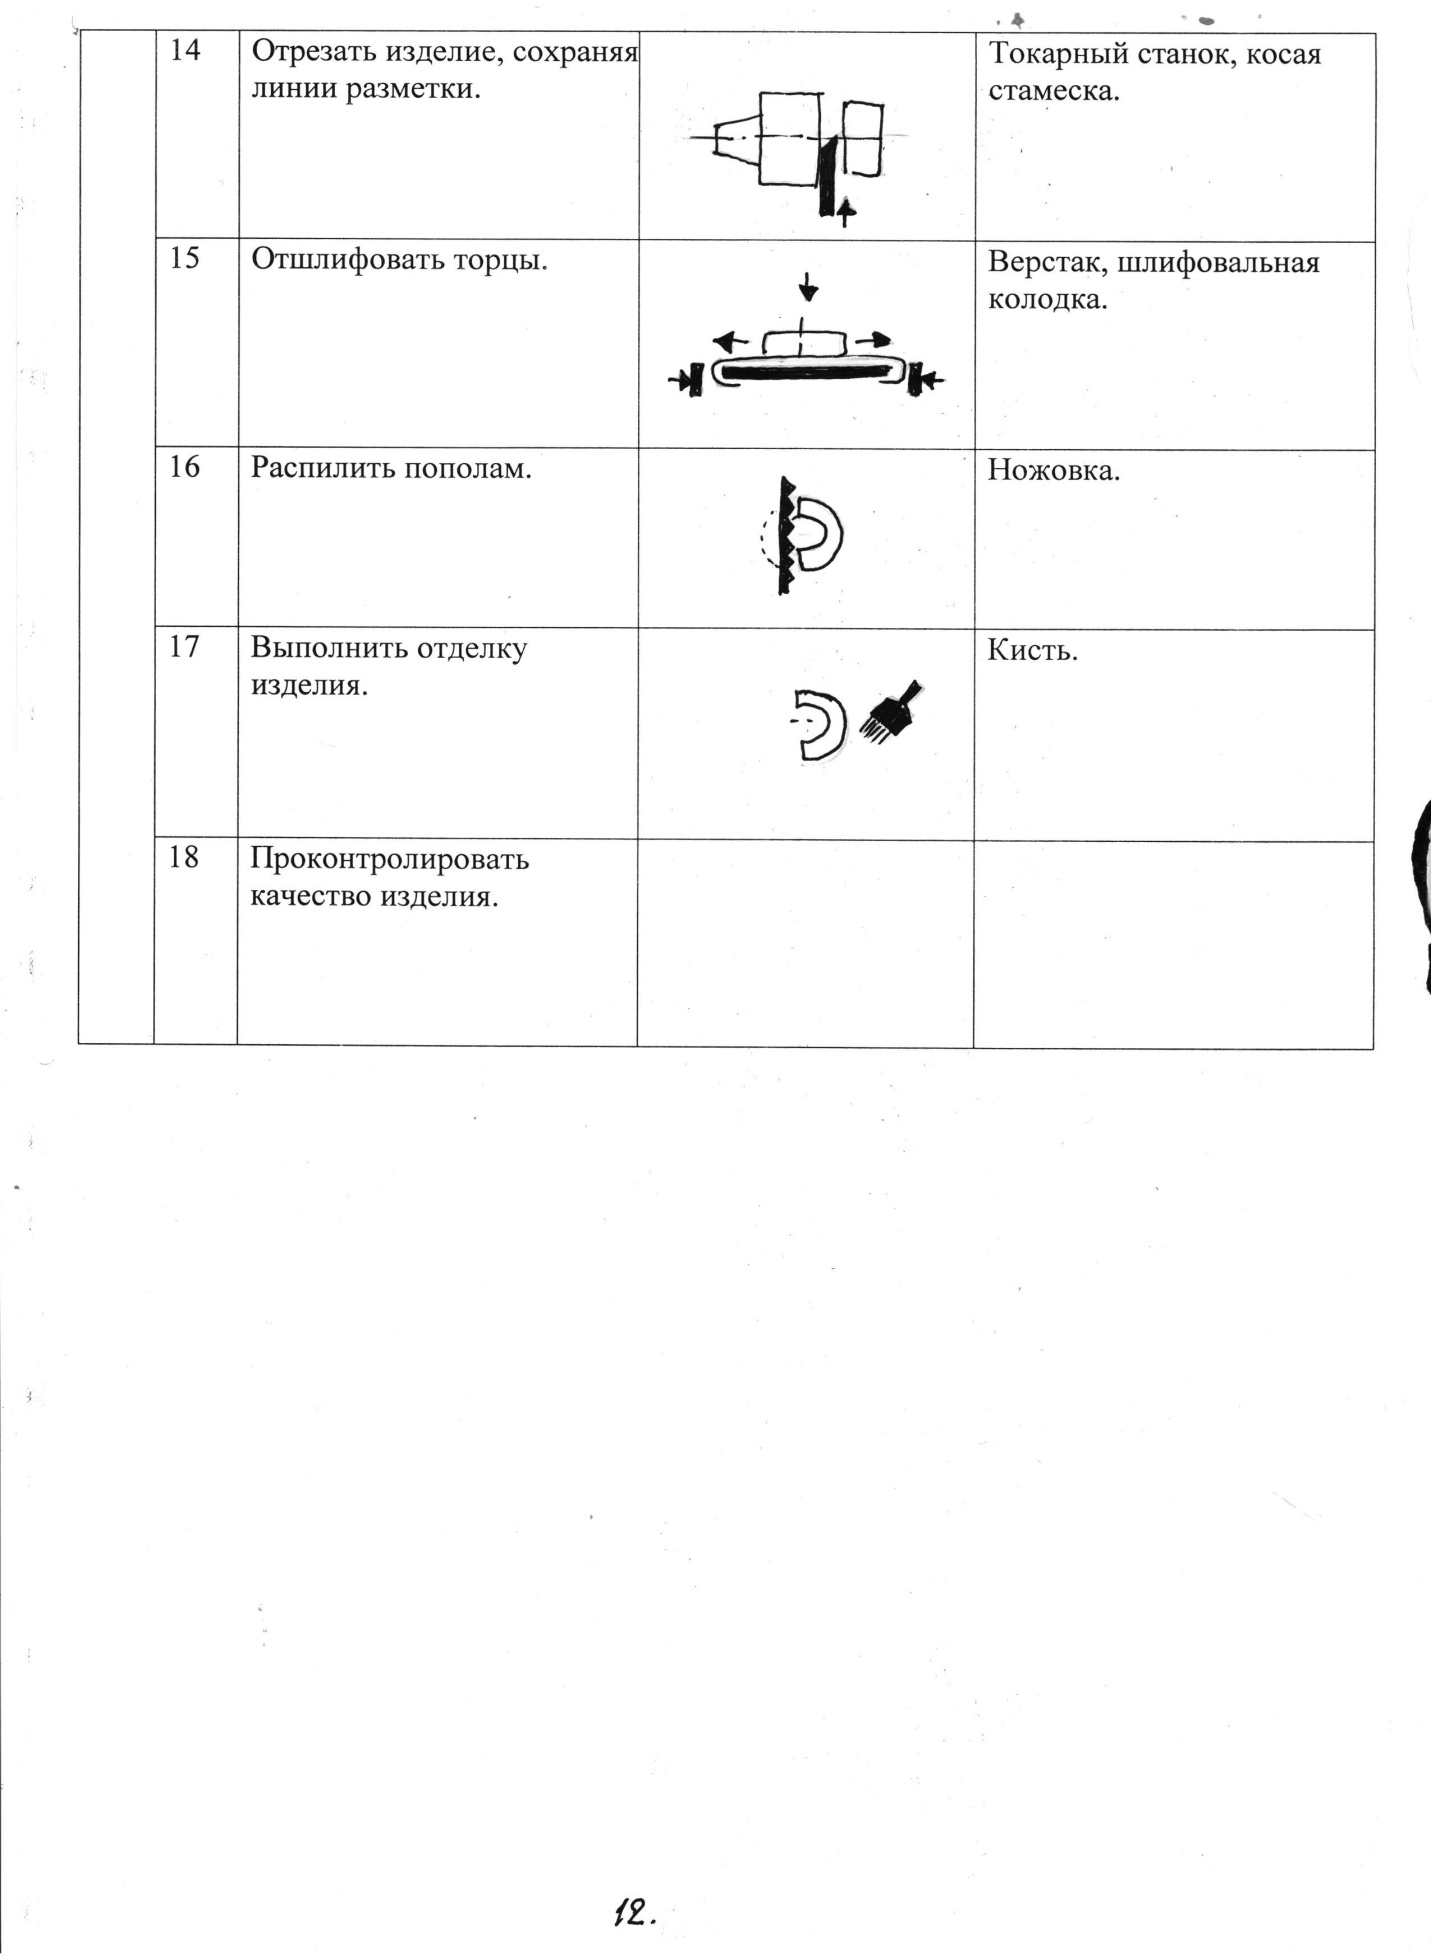 14
Отрезать изделие, сохраняя
линии разметки.
Токарный станок, косая
стамеска.
15
Отшлифовать торцы.
Верстак, шлифовальная
колодка.
16
Распилить пополам.
Ножовка.
17
Выполнить отделку
изделия.
Кисть.
18
Проконтролировать
качество изделия.
12.